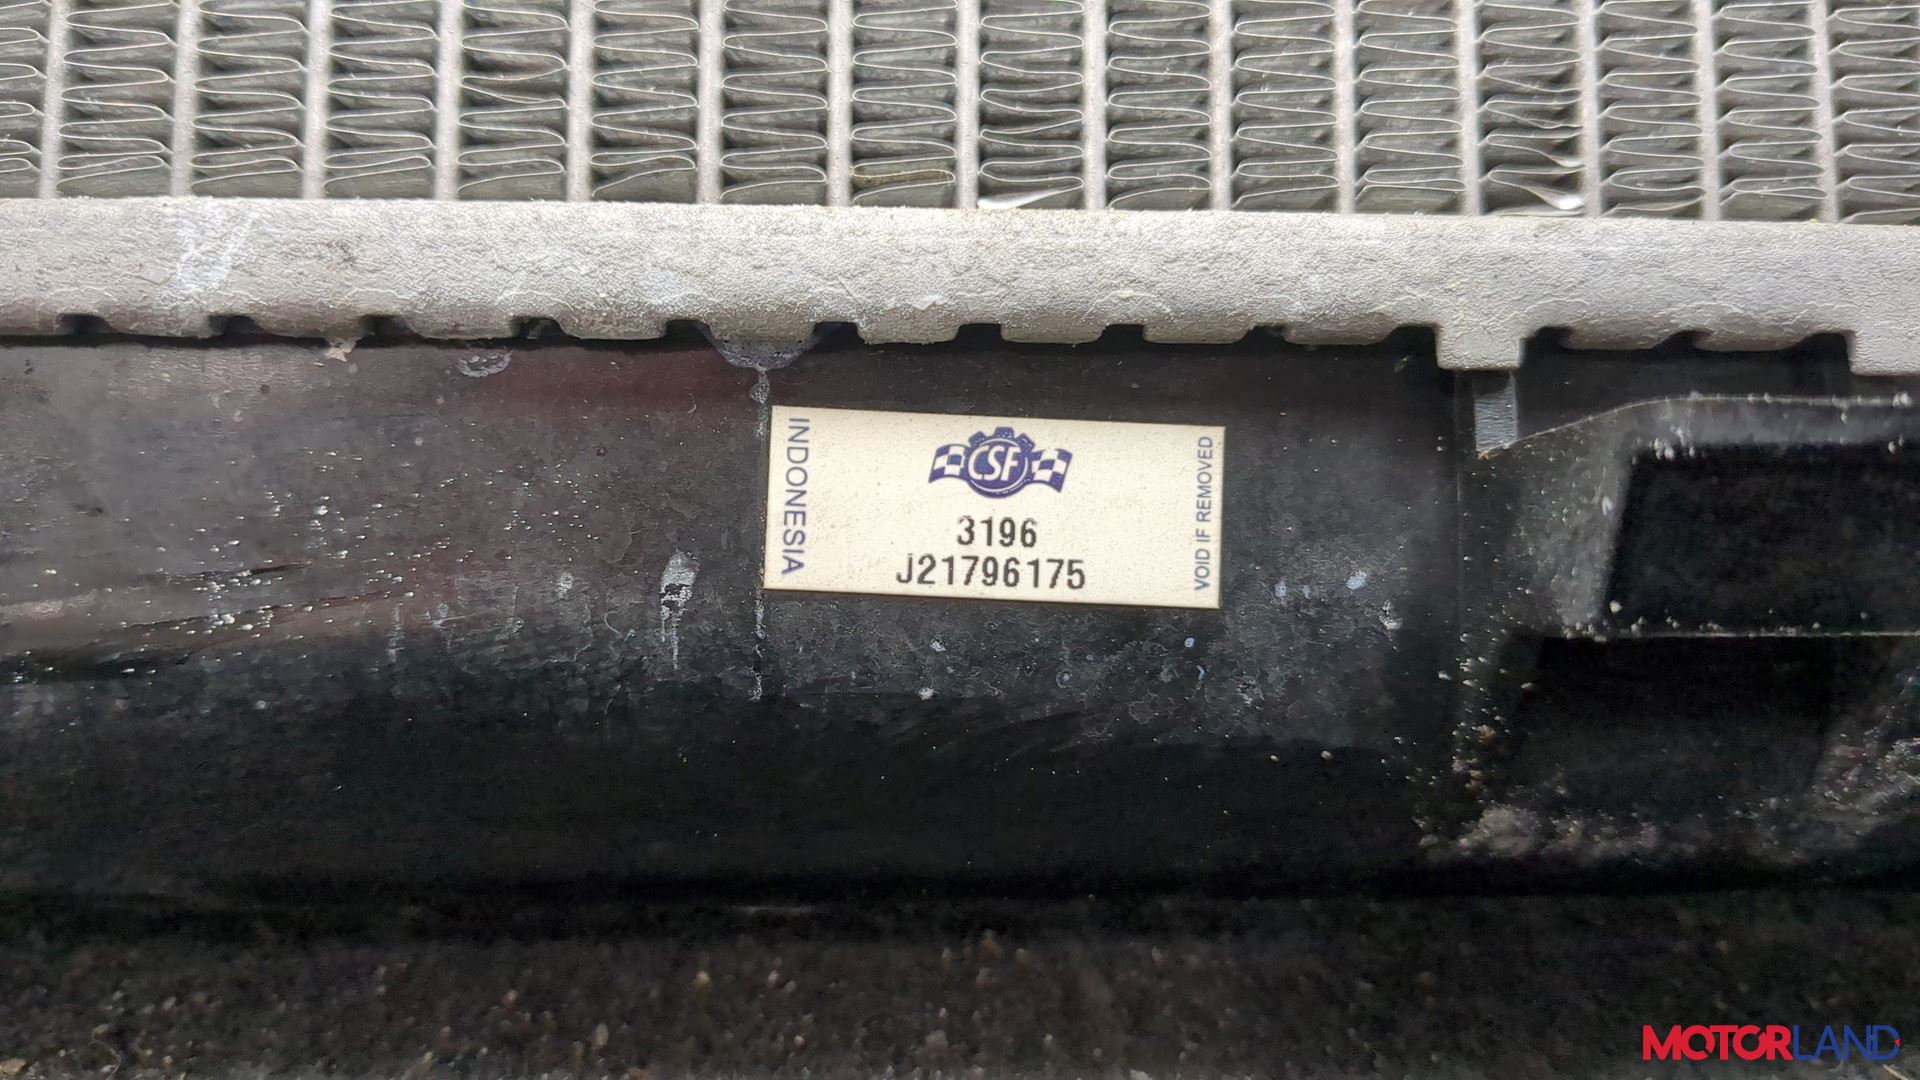 INDONESIA
CSF
3196
J21796175
VOID IF REMOVED
MOTORLAND